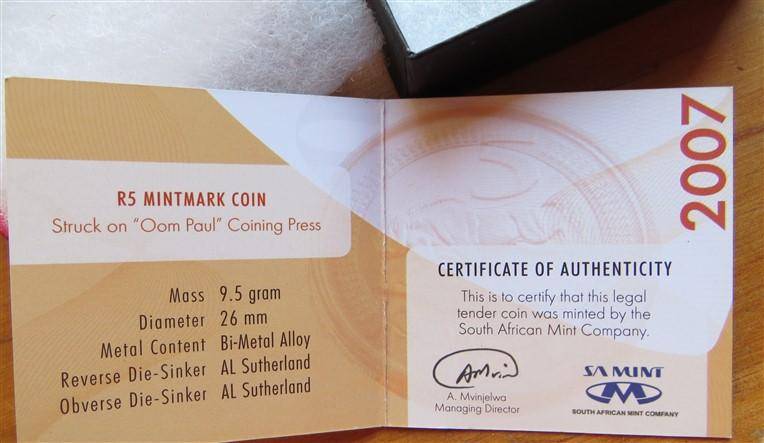 R5 MINTMARK COIN
Struck on "Oom Paul" Coining Press
Mass 9.5 gram
Diameter 26 mm
Metal Content Bi-Metal Alloy
Reverse Die-Sinker AL Sutherland
Obverse Die-Sinker AL Sutherland
2007
CERTIFICATE OF AUTHENTICITY
This is to certify that this legal
tender coin was minted by the
South African Mint Company.
A. Mvinjelwa
Managing Director
SA MINT
SOUTH AFRICAN MINT COMPANY